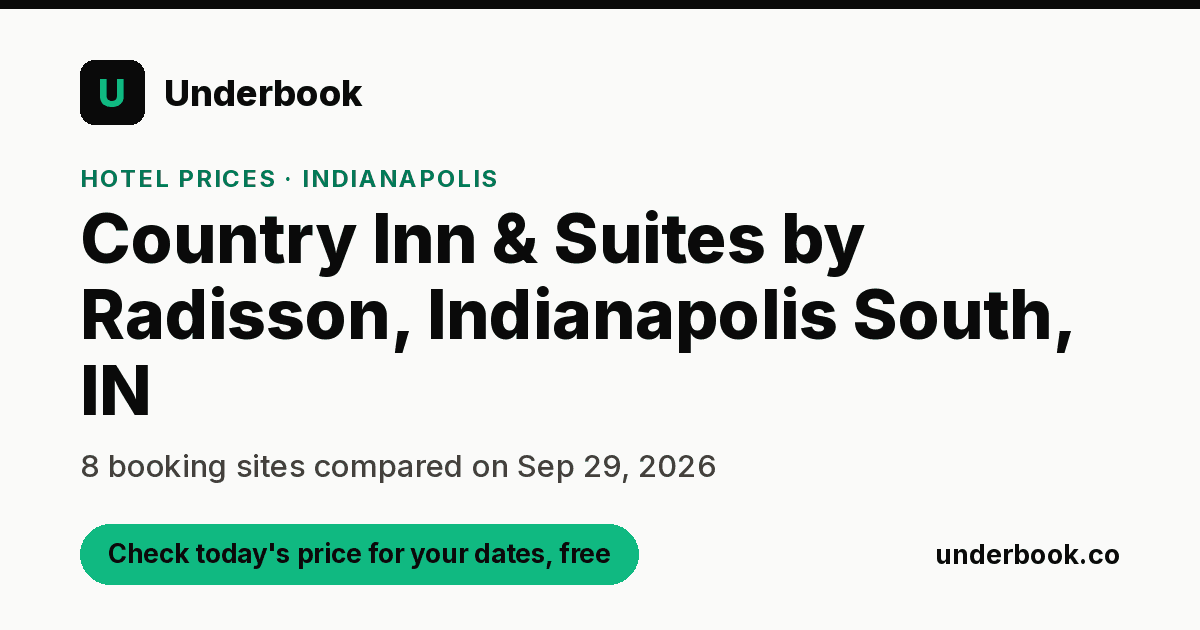 U
Underbook
HOTEL PRICES · INDIANAPOLIS
Country Inn & Suites by
Radisson, Indianapolis South,
IN
8 booking sites compared on Sep 29, 2026
Check today's price for your dates, free
underbook.co